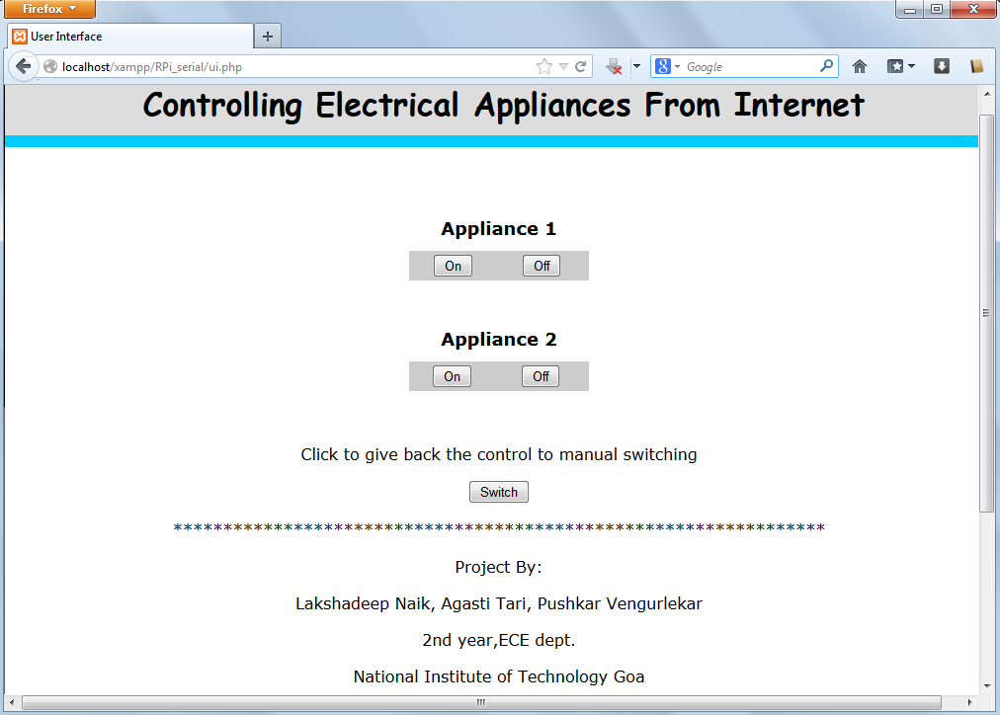 Firefox
User Interface
localhost/xampp/RPi_serial/ui.php
Google
Controlling Electrical Appliances From Internet
Appliance 1
On Off
Appliance 2
On Off
Click to give back the control to manual switching
Switch
*****************************************************************
Project By:
Lakshadeep Naik, Agasti Tari, Pushkar Vengurlekar
2nd year,ECE dept.
National Institute of Technology Goa